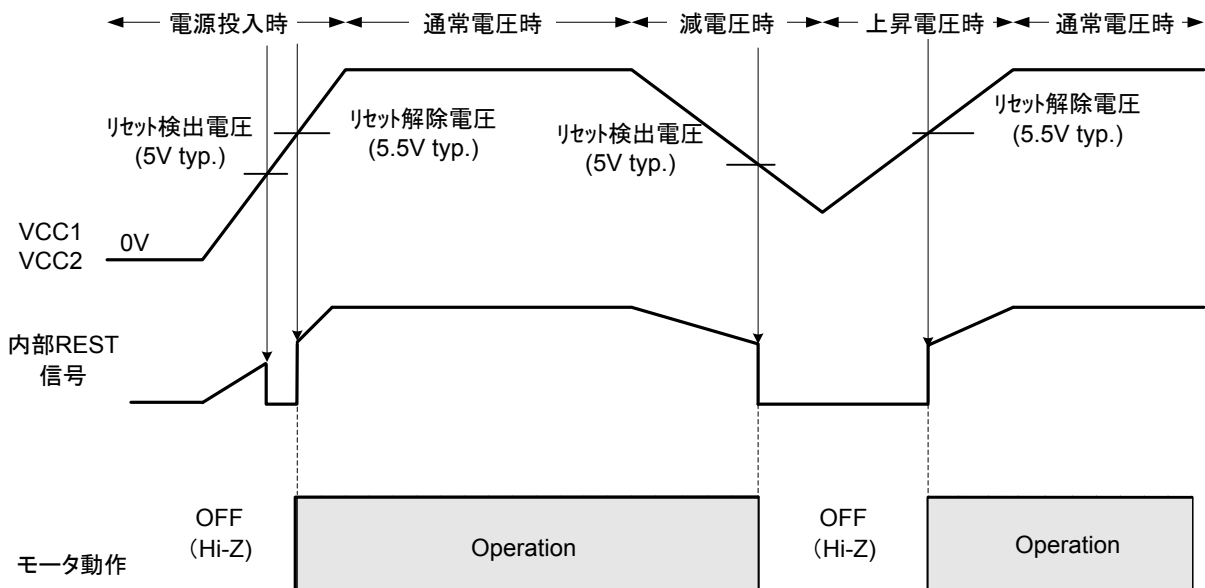 電源投入時
通常電圧時
減電圧時
上昇電圧時
通常電圧時
リセット検出電圧
(5V typ.)
リセット解除電圧
(5.5V typ.)
リセット検出電圧
(5V typ.)
リセット解除電圧
(5.5V typ.)
VCC1
VCC2
0V
内部REST
信号
OFF
(Hi-Z)
Operation
OFF
(Hi-Z)
Operation
モータ動作